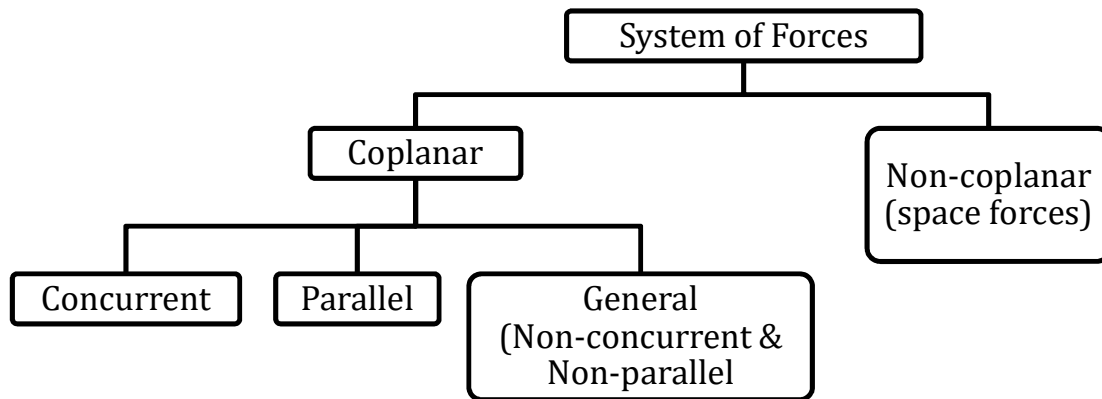 System of Forces
Coplanar
Non-coplanar
(space forces)
Concurrent
Parallel
General
(Non-concurrent &
Non-parallel